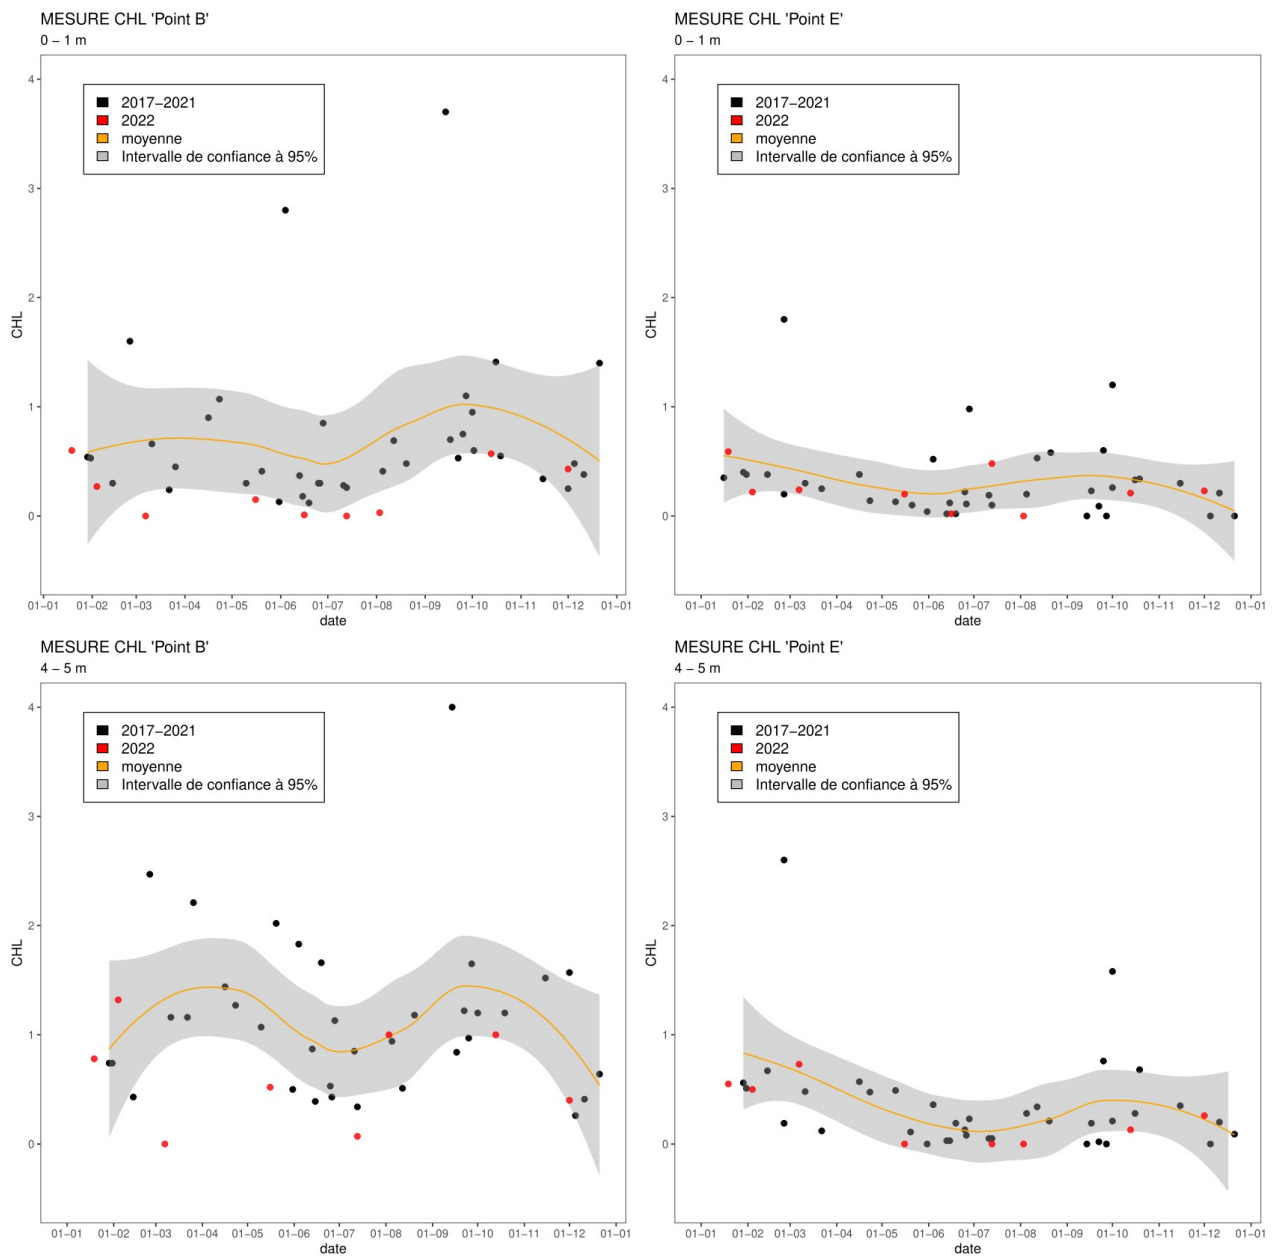 MESURE CHL 'Point B'
0 – 1 m
4
3
2
1
0
CHL
2017–2021
2022
moyenne
Intervalle de confiance à 95%
01–01 01–02 01–03 01–04 01–05 01–06 01–07 01–08 01–09 01–10 01–11 01–12 01–01
date
MESURE CHL 'Point E'
0 – 1 m
4
3
2
1
0
CHL
2017–2021
2022
moyenne
Intervalle de confiance à 95%
01–01 01–02 01–03 01–04 01–05 01–06 01–07 01–08 01–09 01–10 01–11 01–12 01–01
date
MESURE CHL 'Point B'
4 – 5 m
4
3
2
1
0
CHL
2017–2021
2022
moyenne
Intervalle de confiance à 95%
01–01 01–02 01–03 01–04 01–05 01–06 01–07 01–08 01–09 01–10 01–11 01–12 01–01
date
MESURE CHL 'Point E'
4 – 5 m
4
3
2
1
0
CHL
2017–2021
2022
moyenne
Intervalle de confiance à 95%
01–01 01–02 01–03 01–04 01–05 01–06 01–07 01–08 01–09 01–10 01–11 01–12 01–01
date